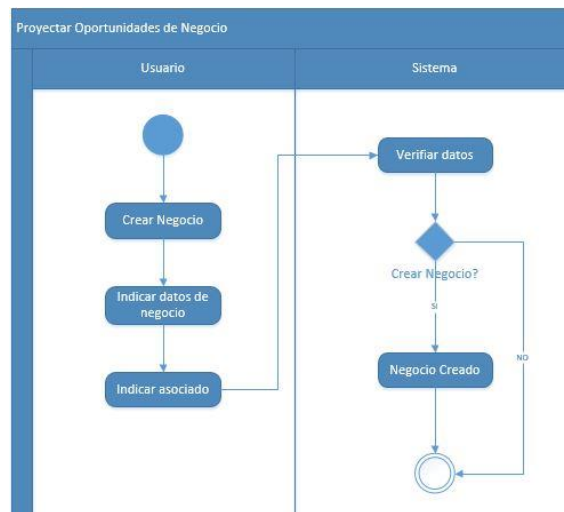 Proyectar Oportunidades de Negocio
Usuario
Sistema
Verifiar datos
Crear Negocio
Crear Negocio?
Indicar datos de
negocio
SI
NO
Indicar asociado
Negocio Creado